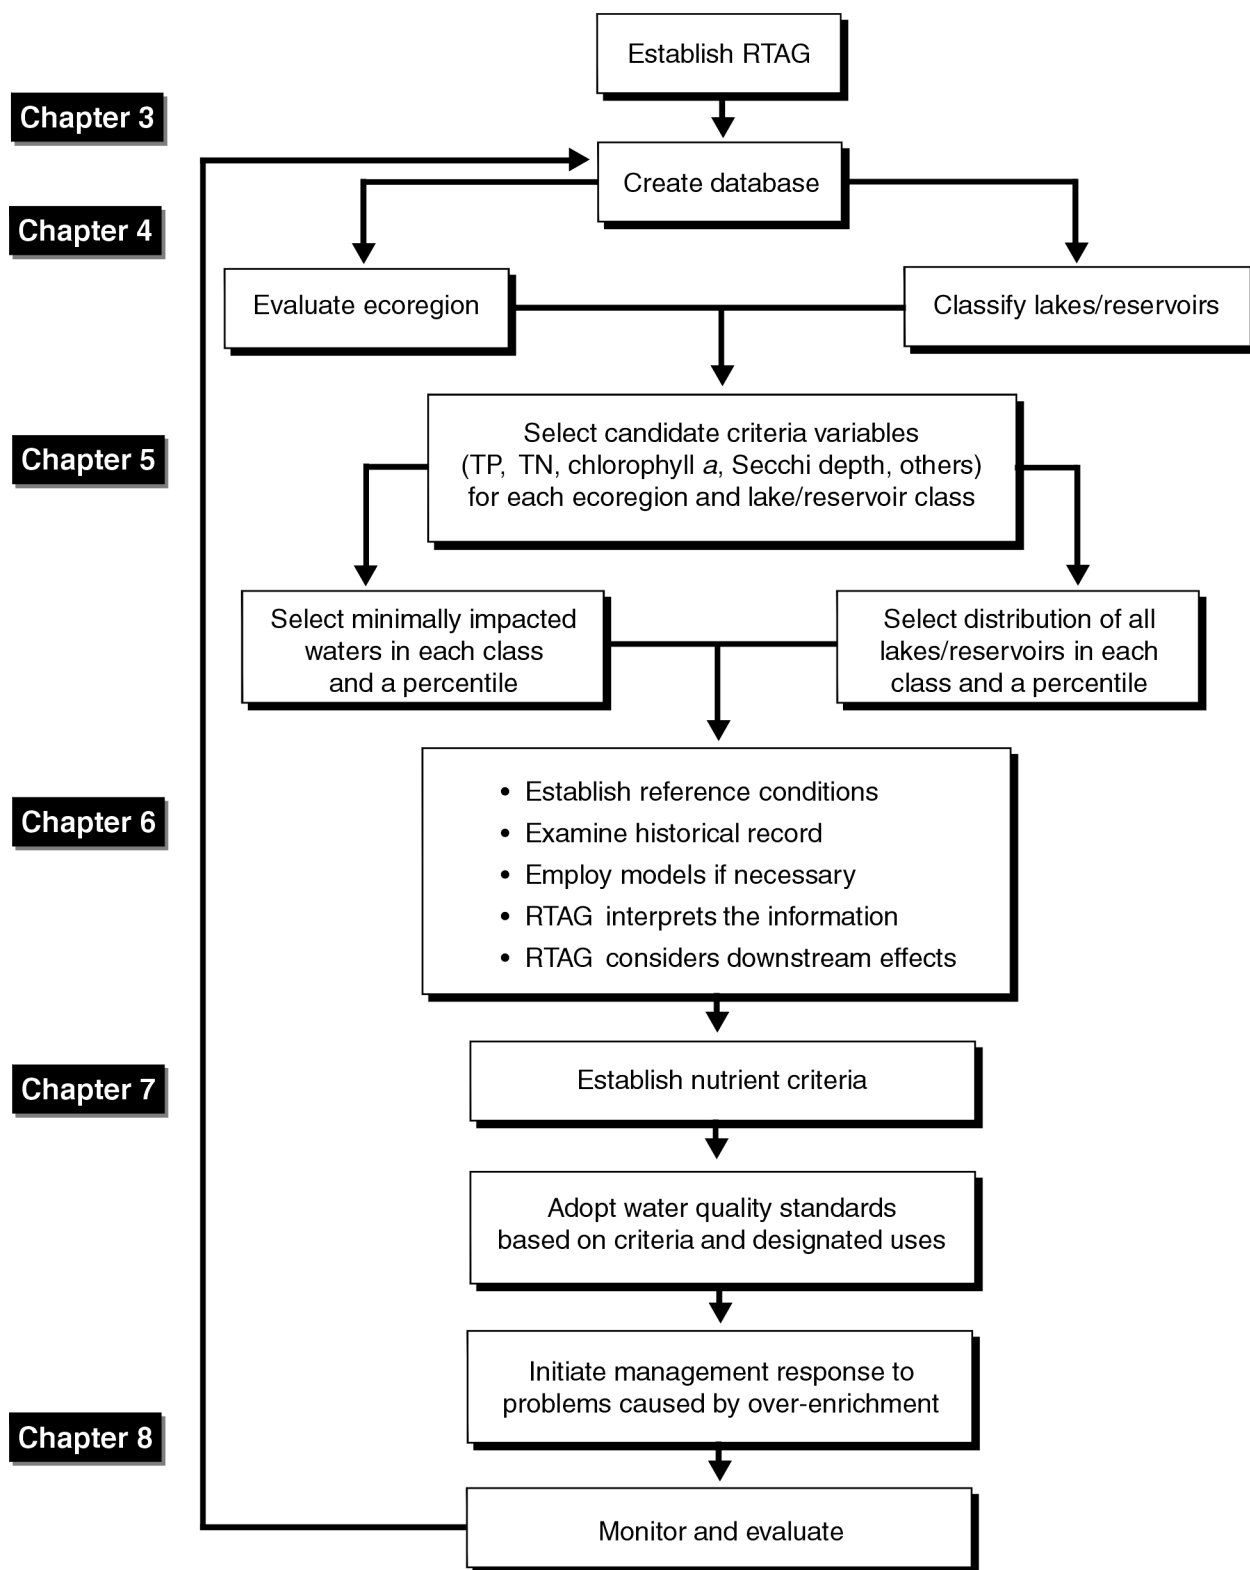 Establish RTAG
Chapter 3
Create database
Chapter 4
Evaluate ecoregion
Classify lakes/reservoirs
Chapter 5
Select candidate criteria variables
(TP, TN, chlorophyll a, Secchi depth, others)
for each ecoregion and lake/reservoir class
Select minimally impacted
waters in each class
and a percentile
Select distribution of all
lakes/reservoirs in each
class and a percentile
Chapter 6
• Establish reference conditions
• Examine historical record
• Employ models if necessary
• RTAG interprets the information
• RTAG considers downstream effects
Chapter 7
Establish nutrient criteria
Adopt water quality standards
based on criteria and designated uses
Initiate management response to
problems caused by over-enrichment
Chapter 8
Monitor and evaluate